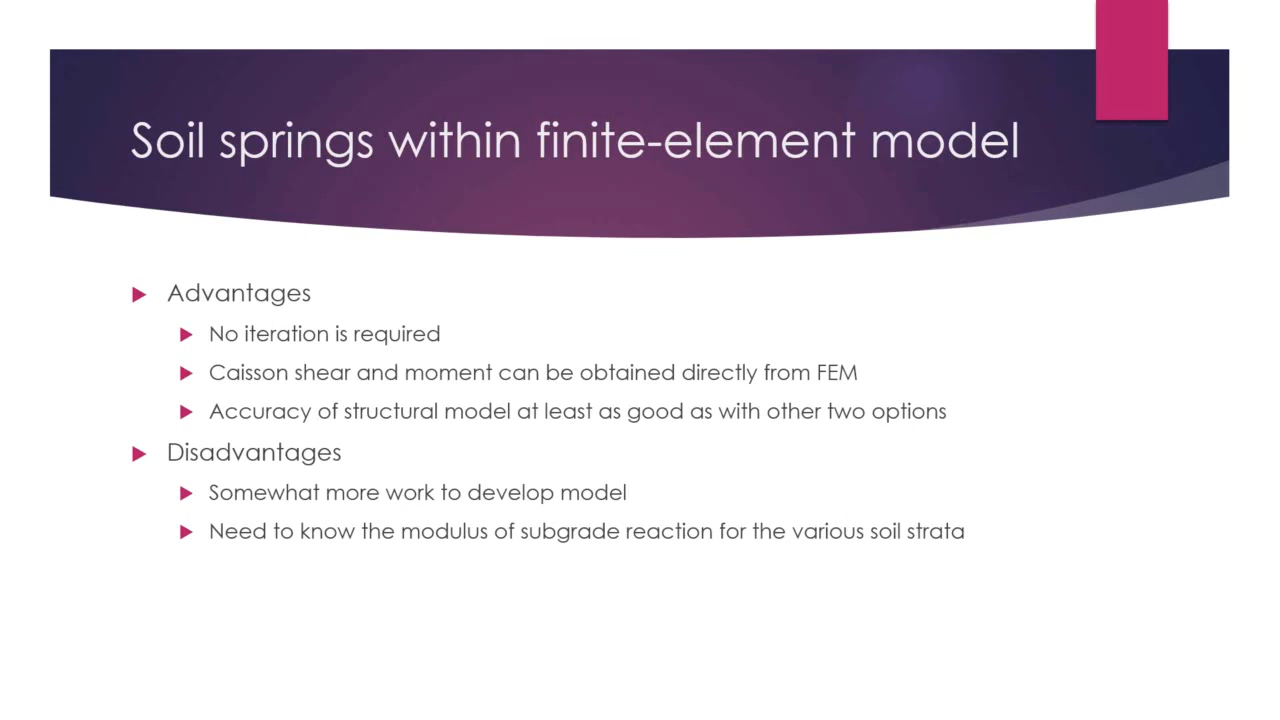 Soil springs within finite-element model
Advantages
No iteration is required
Caisson shear and moment can be obtained directly from FEM
Accuracy of structural model at least as good as with other two options
Disadvantages
Somewhat more work to develop model
Need to know the modulus of subgrade reaction for the various soil strata